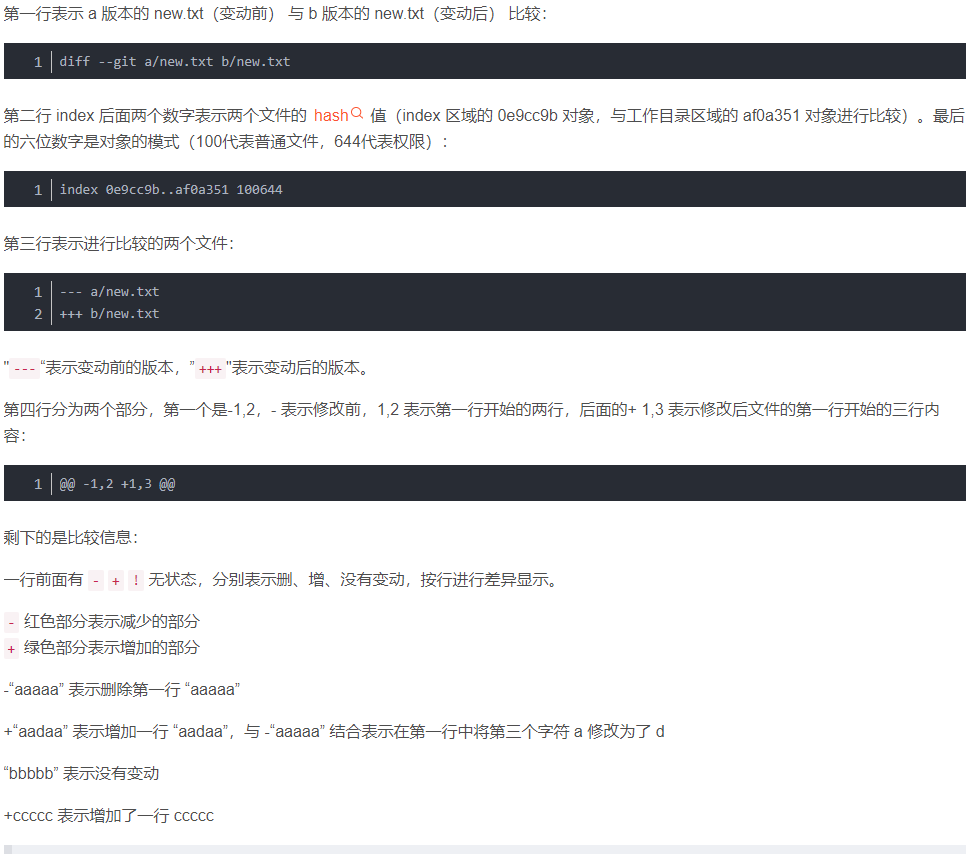 第一行表示 a 版本的 new.txt（变动前） 与 b 版本的 new.txt（变动后） 比较：
1 diff --git a/new.txt b/new.txt
第二行 index 后面两个数字表示两个文件的 hash 值（index 区域的 0e9cc9b 对象，与工作目录区域的 af0a351 对象进行比较）。最后
的六位数字是对象的模式（100代表普通文件，644代表权限）：
1 index 0e9cc9b..af0a351 100644
第三行表示进行比较的两个文件：
1 --- a/new.txt
2 +++ b/new.txt
"---“表示变动前的版本，”+++"表示变动后的版本。
第四行分为两个部分，第一个是-1,2，- 表示修改前，1,2 表示第一行开始的两行，后面的+ 1,3 表示修改后文件的第一行开始的三行内
容：
1 @@ -1,2 +1,3 @@
剩下的是比较信息：
一行前面有 - + ! 无状态，分别表示删、增、没有变动，按行进行差异显示。
- 红色部分表示减少的部分
+ 绿色部分表示增加的部分
-“aaaaa” 表示删除第一行 “aaaaa”
+“aadaa” 表示增加一行 “aadaa”，与 -“aaaaa” 结合表示在第一行中将第三个字符 a 修改为了 d
“bbbbb” 表示没有变动
+ccccc 表示增加了一行 ccccc